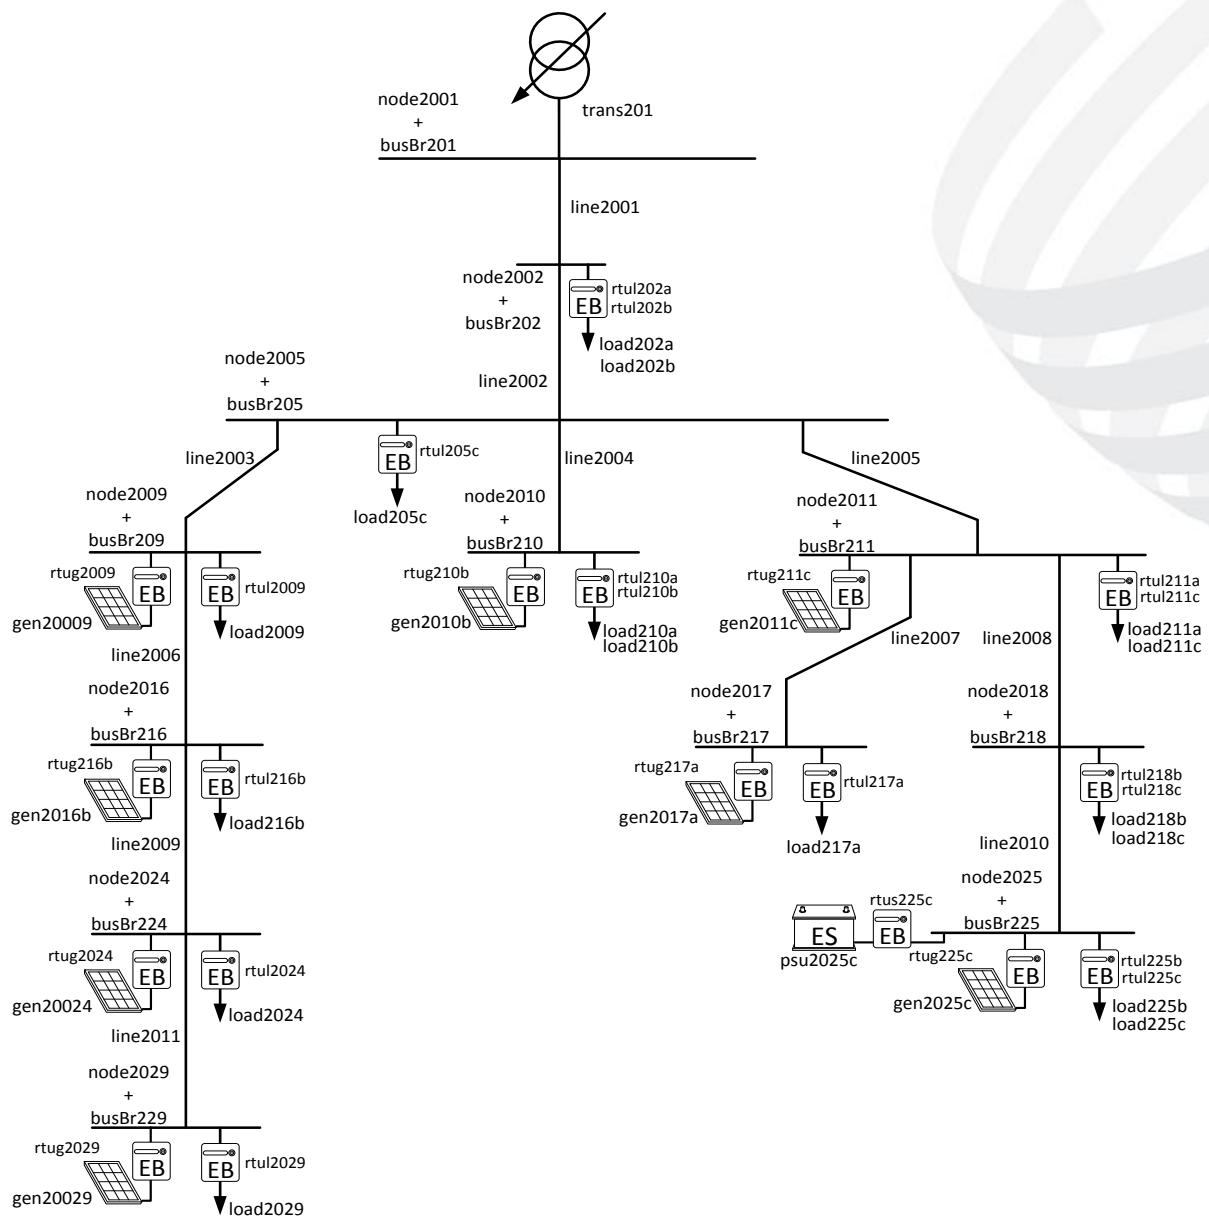 trans201
node2001
+
busBr201
line2001
node2002
+
busBr202
rtul202a
rtul202b
EB
load202a
load202b
line2002
node2005
+
busBr205
line2003
EB
rtul205c
load205c
line2004
line2005
node2009
+
busBr209
rtug2009
EB
gen20009
EB
rtul2009
load2009
node2010
+
busBr210
rtug210b
EB
gen2010b
EB
rtul210a
rtul210b
load210a
load210b
node2011
+
busBr211
rtug211c
EB
gen2011c
EB
rtul211a
rtul211c
load211a
load211c
line2006
line2007
line2008
node2016
+
busBr216
rtug216b
EB
gen2016b
EB
rtul216b
load216b
node2017
+
busBr217
rtug217a
EB
gen2017a
EB
rtul217a
load217a
node2018
+
busBr218
EB
rtul218b
rtul218c
load218b
load218c
line2009
line2010
node2024
+
busBr224
rtug2024
EB
gen20024
EB
rtul2024
load2024
node2025
+
busBr225
rtus225c
ES
EB
psu2025c
rtug225c
EB
gen2025c
EB
rtul225b
rtul225c
load225b
load225c
line2011
node2029
+
busBr229
rtug2029
EB
gen20029
EB
rtul2029
load2029